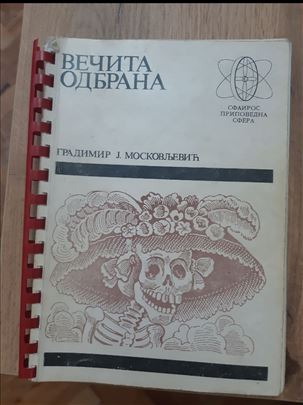 ВЕЧИТА
ОДБРАНА
СФАИРОС
ПРИПОВЕДНА
СФЕРА
ГРАДИМИР Ј. МОСКОВЉЕВИЋ